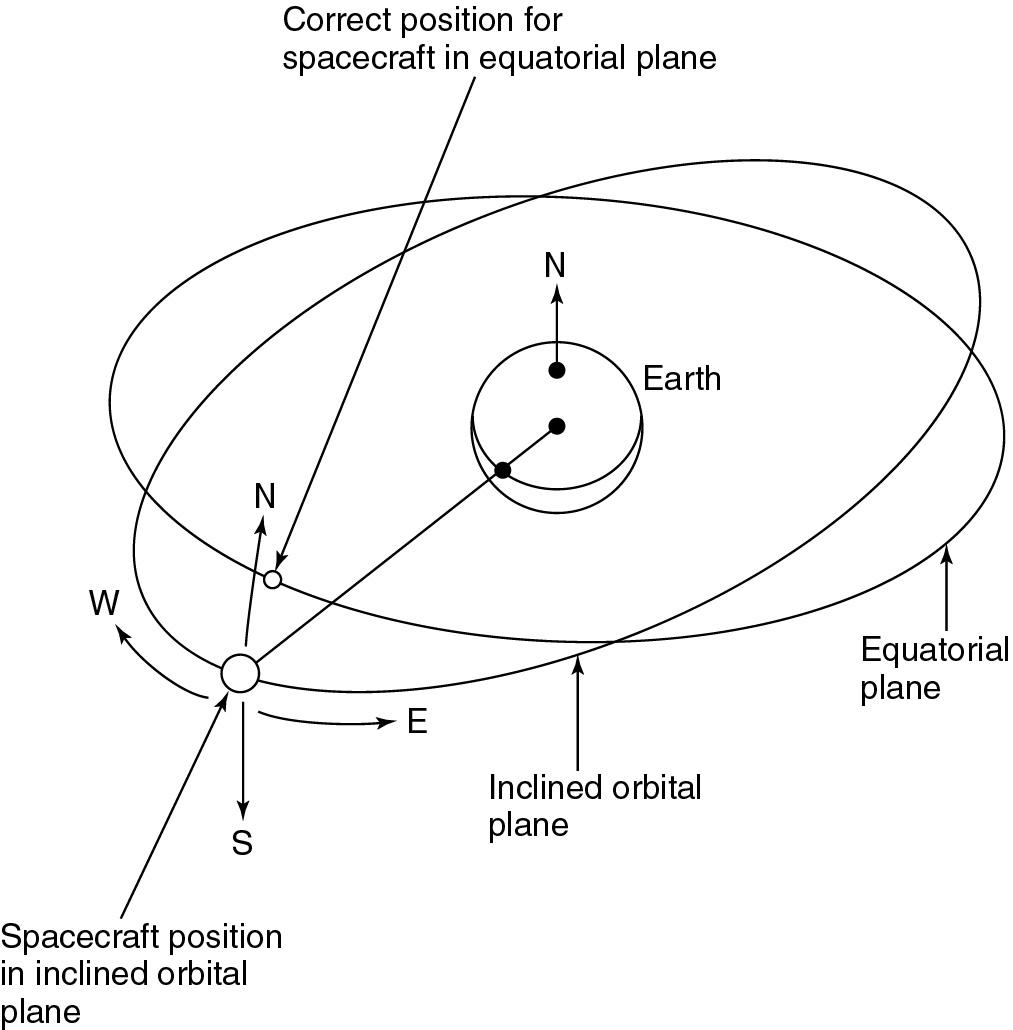 Correct position for
spacecraft in equatorial plane
N
Earth
N
W
Equatorial
plane
E
Inclined orbital
plane
S
Spacecraft position
in inclined orbital
plane